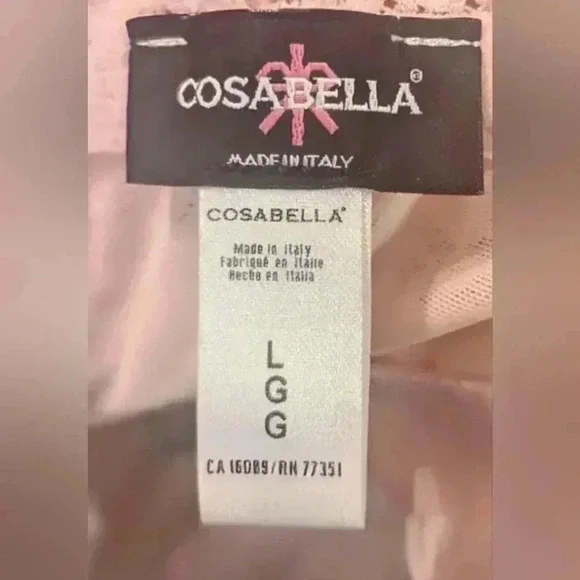 COSABELLA®
MADE IN ITALY
COSABELLA®
Made in Italy
Fabriqué en Italie
Hecho en Italia
L
G
G
CA 16089/RN 77351